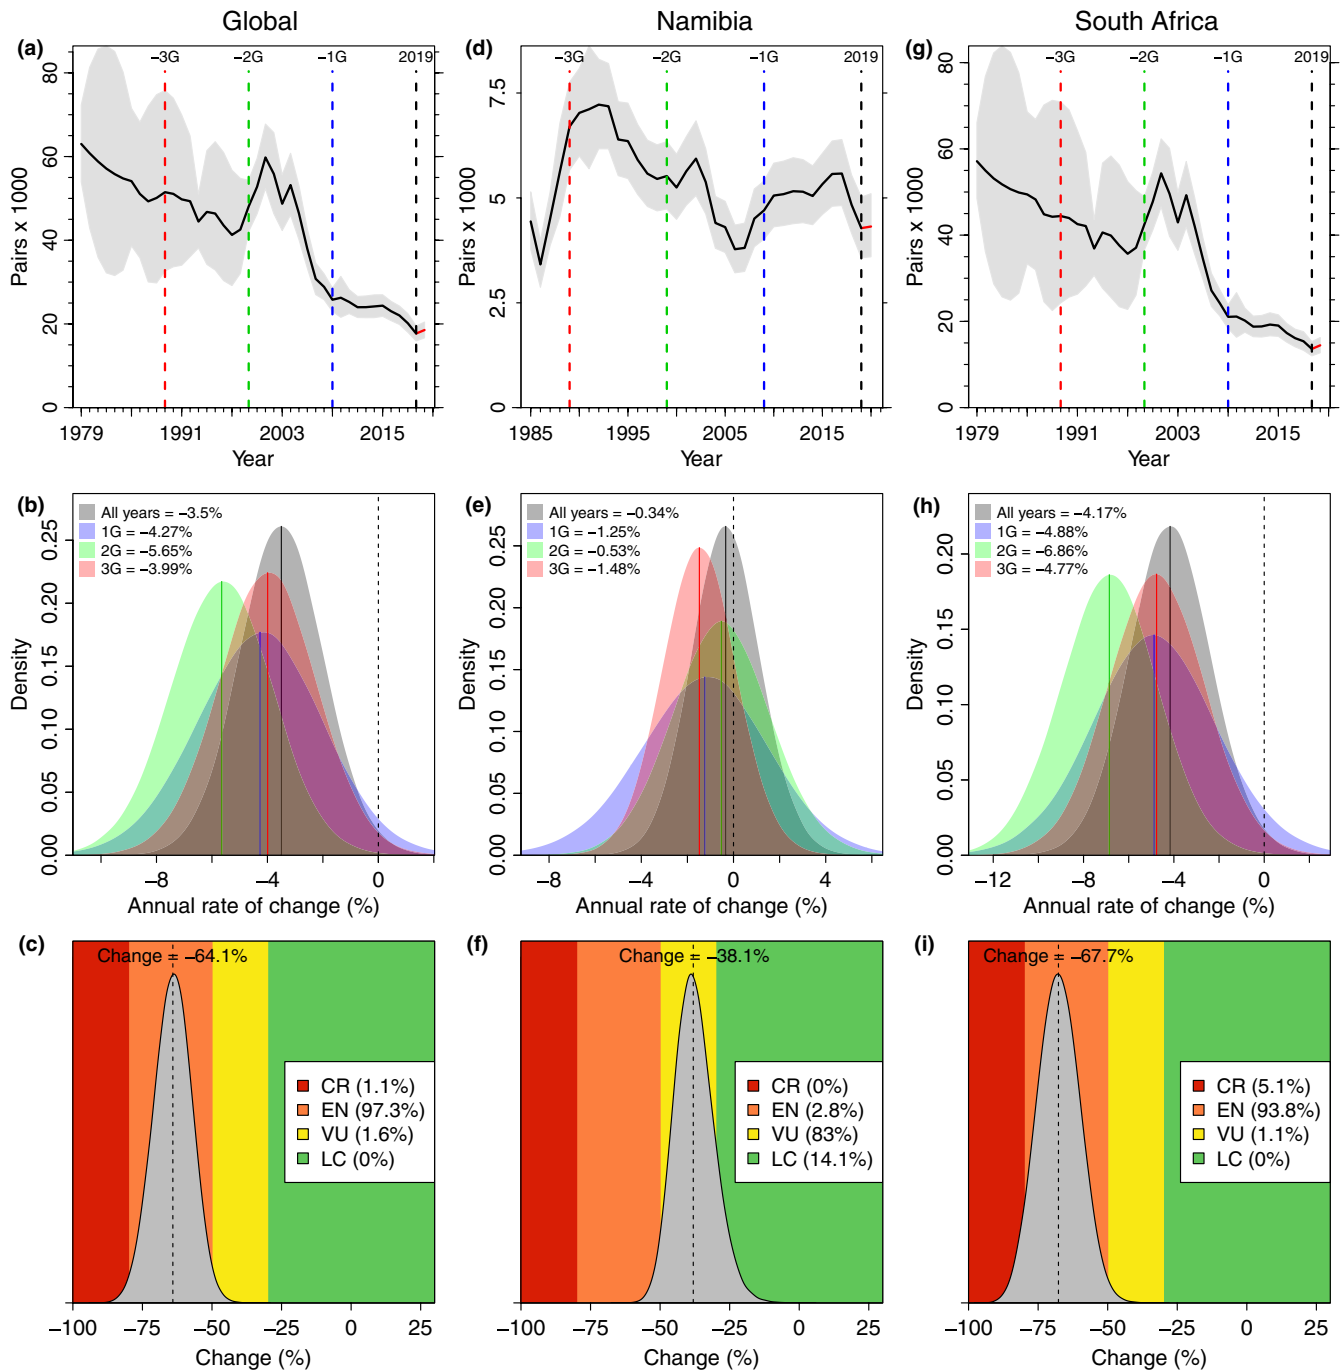 Global
(a)
−3G
−2G
−1G
2019
0
20
40
60
80
Pairs x 1000
1979
1991
2003
2015
Year
Namibia
(d)
−3G
−2G
−1G
2019
0
2.5
5
7.5
Pairs x 1000
1985
1995
2005
2015
Year
South Africa
(g)
−3G
−2G
−1G
2019
0
20
40
60
80
Pairs x 1000
1979
1991
2003
2015
Year
(b)
All years = −3.5%
1G = −4.27%
2G = −5.65%
3G = −3.99%
0.00
0.05
0.10
0.15
0.20
0.25
Density
−8
−4
0
Annual rate of change (%)
(e)
All years = −0.34%
1G = −1.25%
2G = −0.53%
3G = −1.48%
0.00
0.05
0.10
0.15
0.20
0.25
Density
−8
−4
0
4
Annual rate of change (%)
(h)
All years = −4.17%
1G = −4.88%
2G = −6.86%
3G = −4.77%
0.00
0.05
0.10
0.15
0.20
Density
−12
−8
−4
0
Annual rate of change (%)
(c)
Change = −64.1%
CR (1.1%)
EN (97.3%)
VU (1.6%)
LC (0%)
−100
−75
−50
−25
0
25
Change (%)
(f)
Change = −38.1%
CR (0%)
EN (2.8%)
VU (83%)
LC (14.1%)
−100
−75
−50
−25
0
25
Change (%)
(i)
Change = −67.7%
CR (5.1%)
EN (93.8%)
VU (1.1%)
LC (0%)
−100
−75
−50
−25
0
25
Change (%)